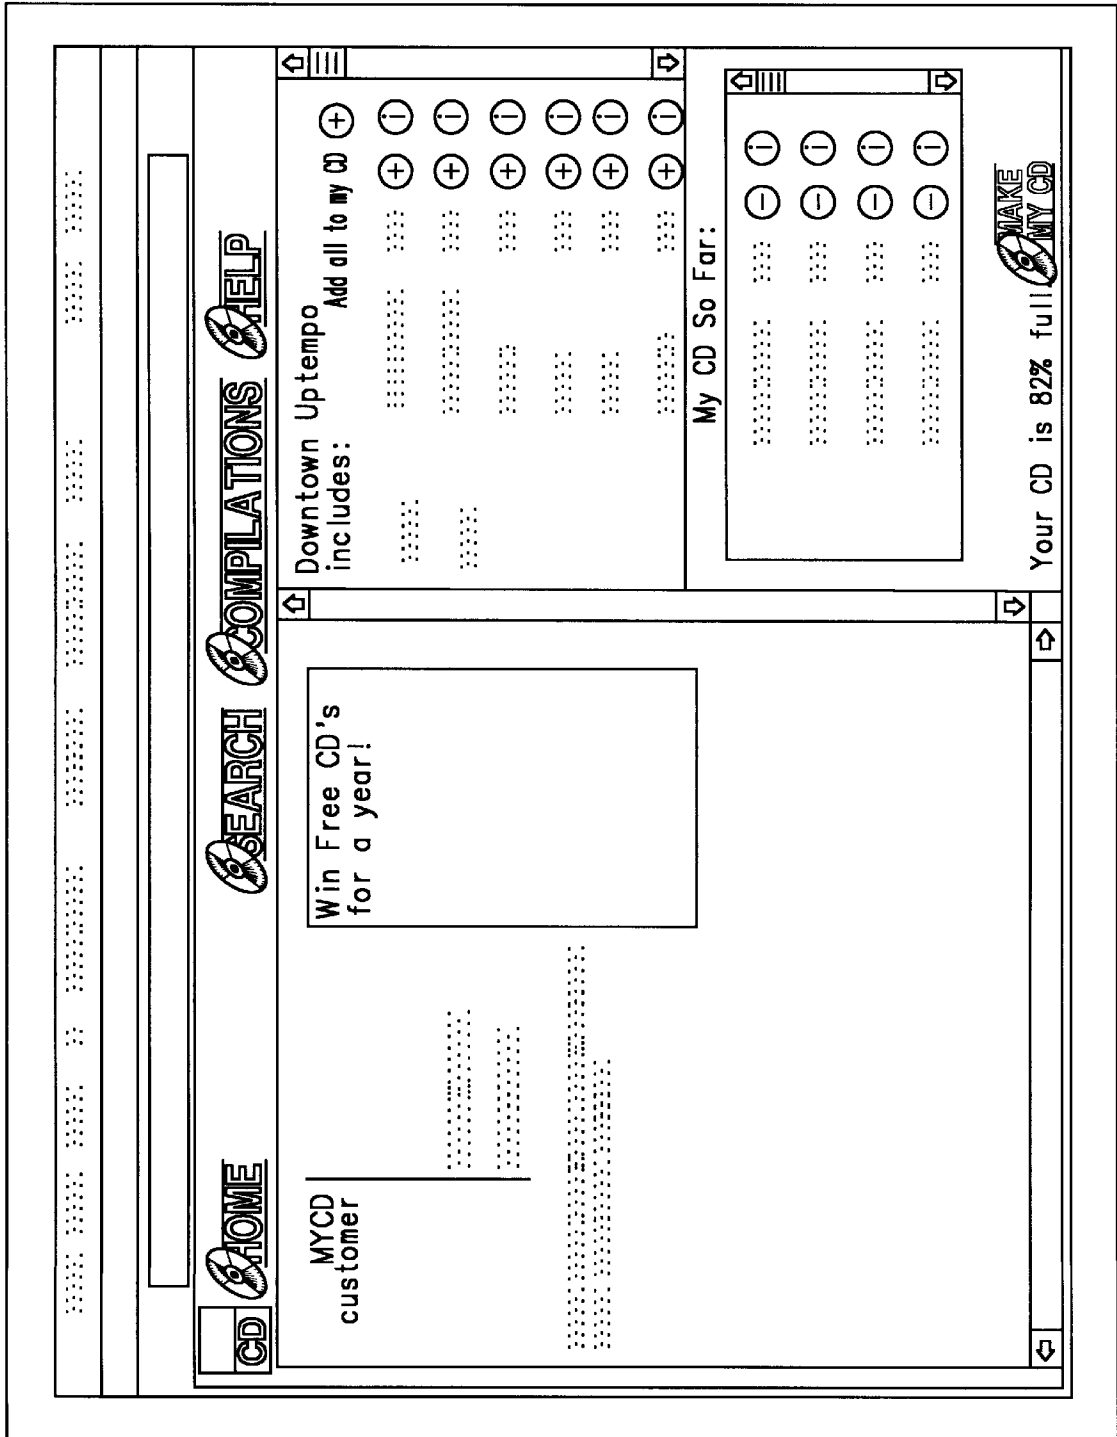 CD
HOME
SEARCH
COMPILATIONS
HELP
MYCD
customer
Win Free CD's
for a year!
Downtown Uptempo
includes:
Add all to my CD +
+ i
+ i
+ i
+ i
+ i
+ i
My CD So Far:
- i
- i
- i
- i
Your CD is 82% full.
MAKE
MY CD